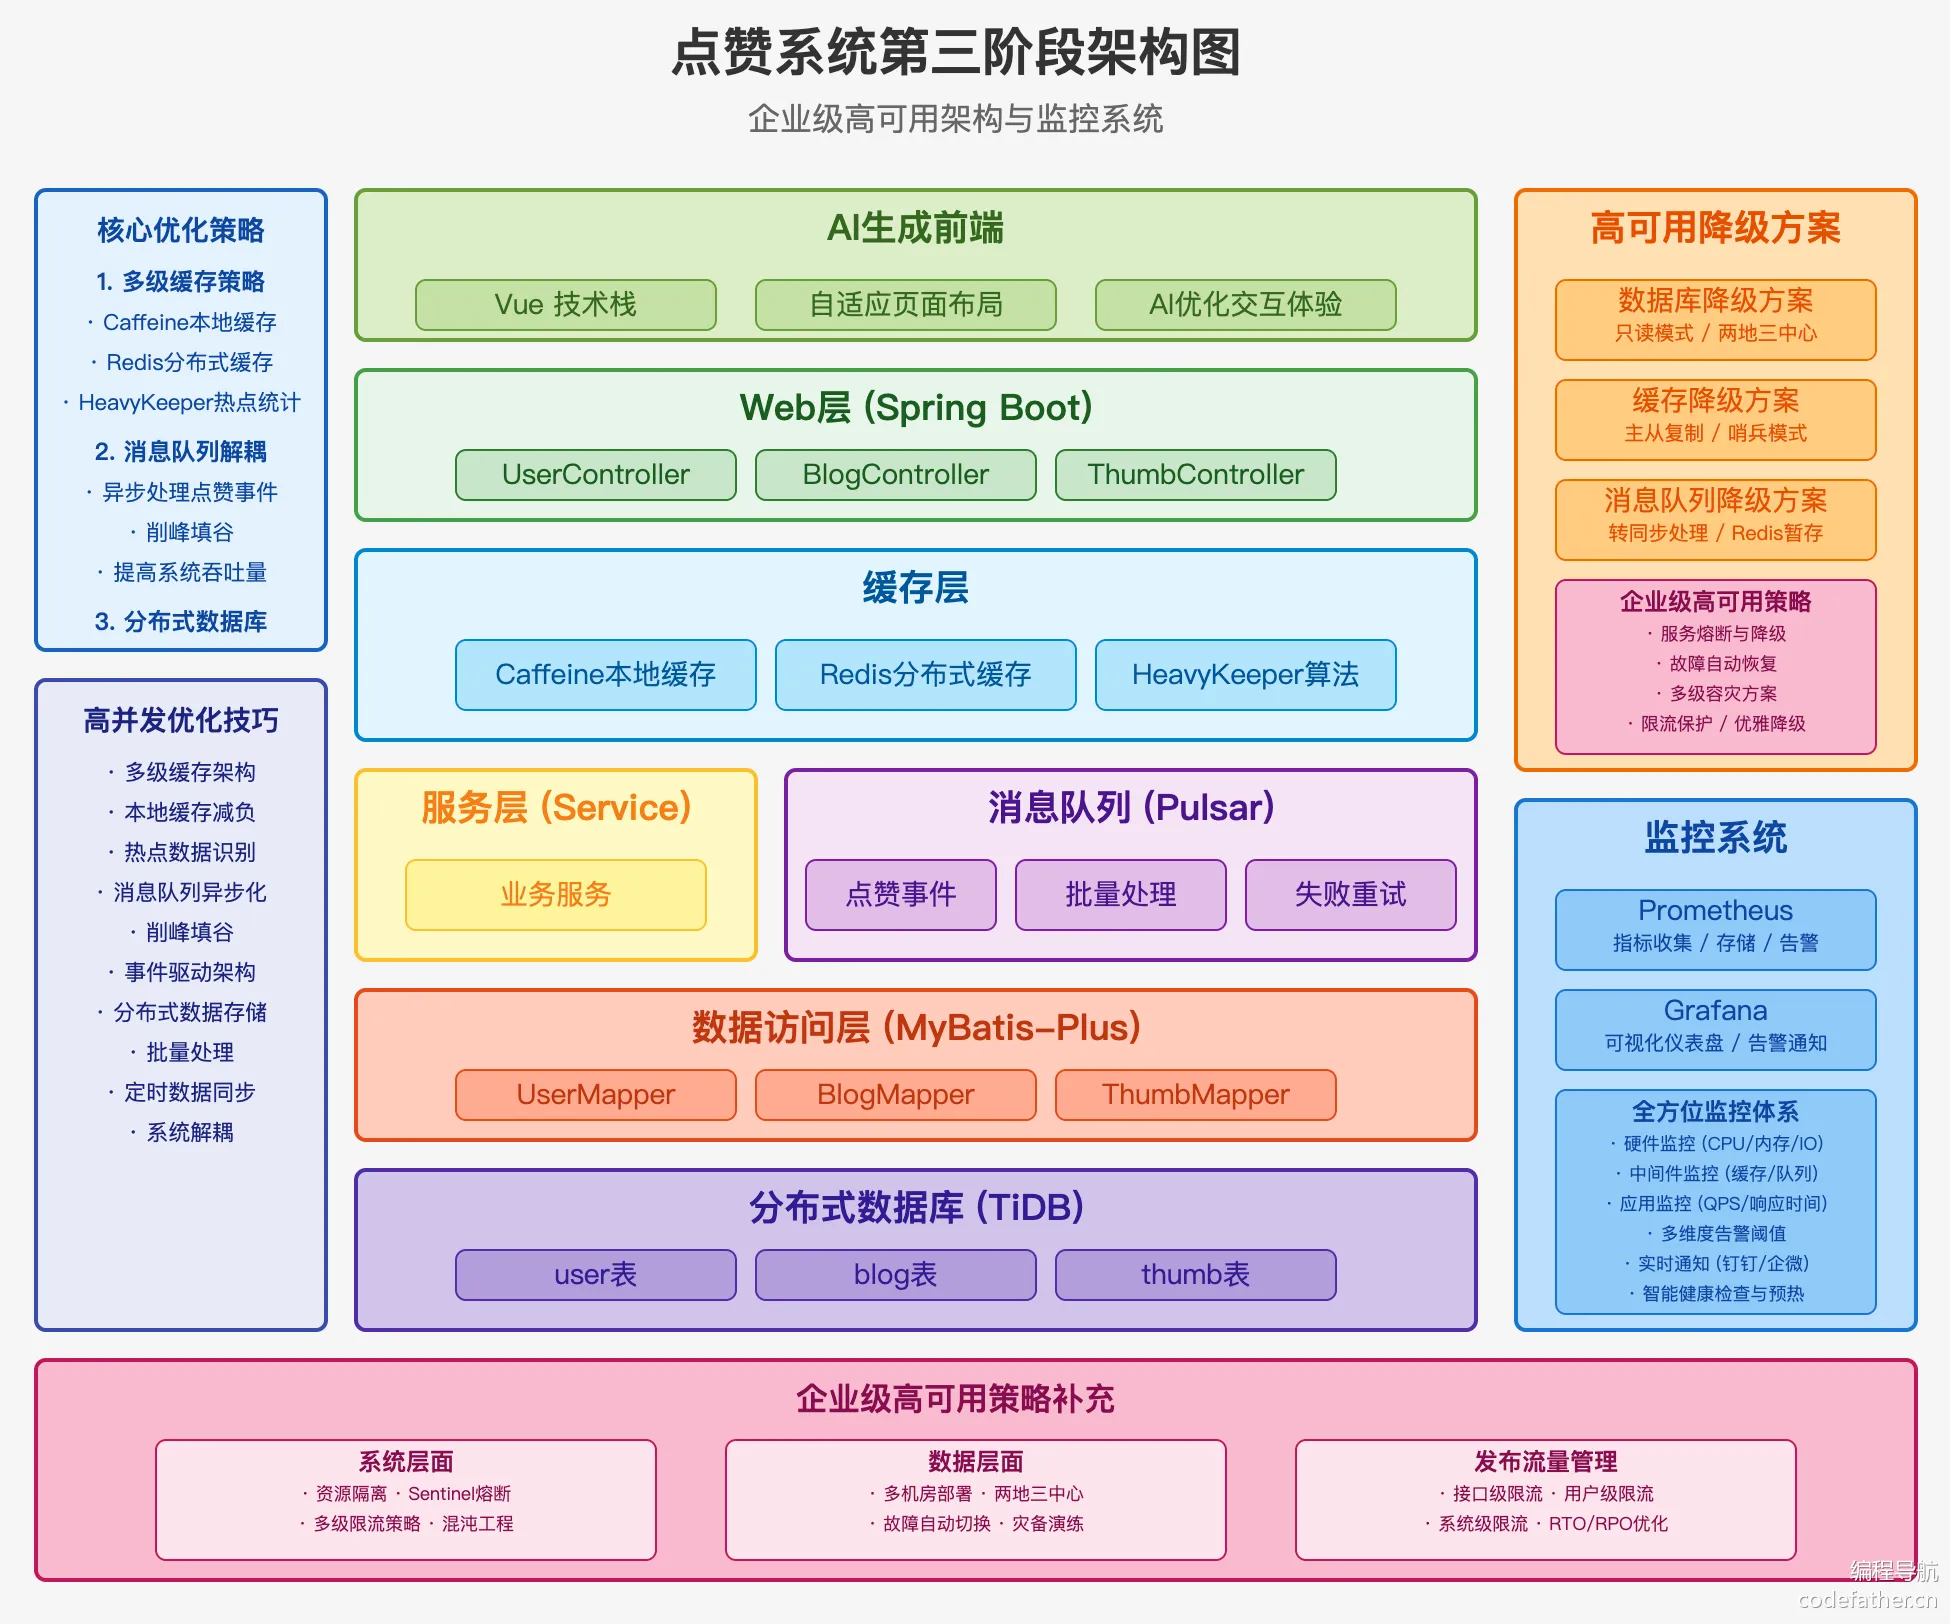 点赞系统第三阶段架构图
企业级高可用架构与监控系统
核心优化策略
1. 多级缓存策略
· Caffeine本地缓存
· Redis分布式缓存
· HeavyKeeper热点统计
2. 消息队列解耦
· 异步处理点赞事件
· 削峰填谷
· 提高系统吞吐量
3. 分布式数据库
高并发优化技巧
· 多级缓存架构
· 本地缓存减负
· 热点数据识别
· 消息队列异步化
· 削峰填谷
· 事件驱动架构
· 分布式数据存储
· 批量处理
· 定时数据同步
· 系统解耦
AI生成前端
Vue 技术栈
自适应页面布局
AI优化交互体验
Web层 (Spring Boot)
UserController
BlogController
ThumbController
缓存层
Caffeine本地缓存
Redis分布式缓存
HeavyKeeper算法
服务层 (Service)
业务服务
消息队列 (Pulsar)
点赞事件
批量处理
失败重试
数据访问层 (MyBatis-Plus)
UserMapper
BlogMapper
ThumbMapper
分布式数据库 (TiDB)
user表
blog表
thumb表
高可用降级方案
数据库降级方案
只读模式 / 两地三中心
缓存降级方案
主从复制 / 哨兵模式
消息队列降级方案
转同步处理 / Redis暂存
企业级高可用策略
· 服务熔断与降级
· 故障自动恢复
· 多级容灾方案
· 限流保护 / 优雅降级
监控系统
Prometheus
指标收集 / 存储 / 告警
Grafana
可视化仪表盘 / 告警通知
全方位监控体系
· 硬件监控 (CPU/内存/IO)
· 中间件监控 (缓存/队列)
· 应用监控 (QPS/响应时间)
· 多维度告警阈值
· 实时通知 (钉钉/企微)
· 智能健康检查与预热
企业级高可用策略补充
系统层面
· 资源隔离 · Sentinel熔断
· 多级限流策略 · 混沌工程
数据层面
· 多机房部署 · 两地三中心
· 故障自动切换 · 灾备演练
发布流量管理
· 接口级限流 · 用户级限流
· 系统级限流 · RTO/RPO优化
编程导航
codefather.cn